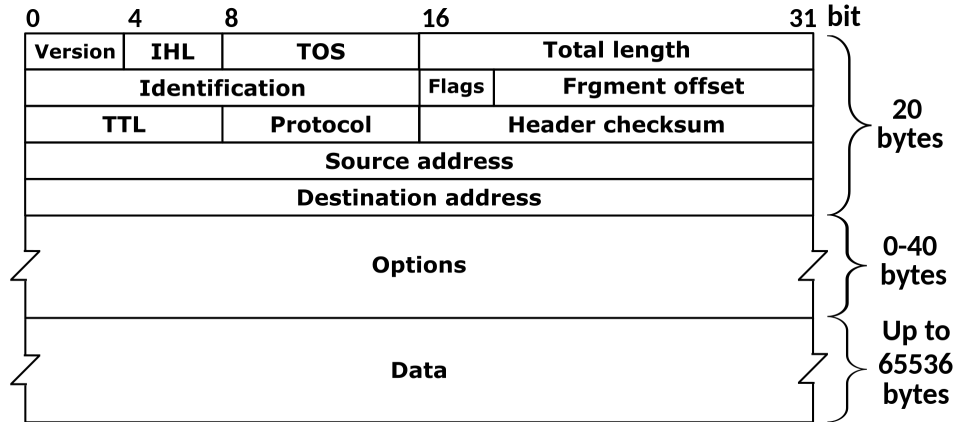 0 4 8 16 31 bit
Version IHL TOS Total length
Identification Flags Frgment offset
TTL Protocol Header checksum
Source address
Destination address
20
bytes
Options
0-40
bytes
Data
Up to
65536
bytes